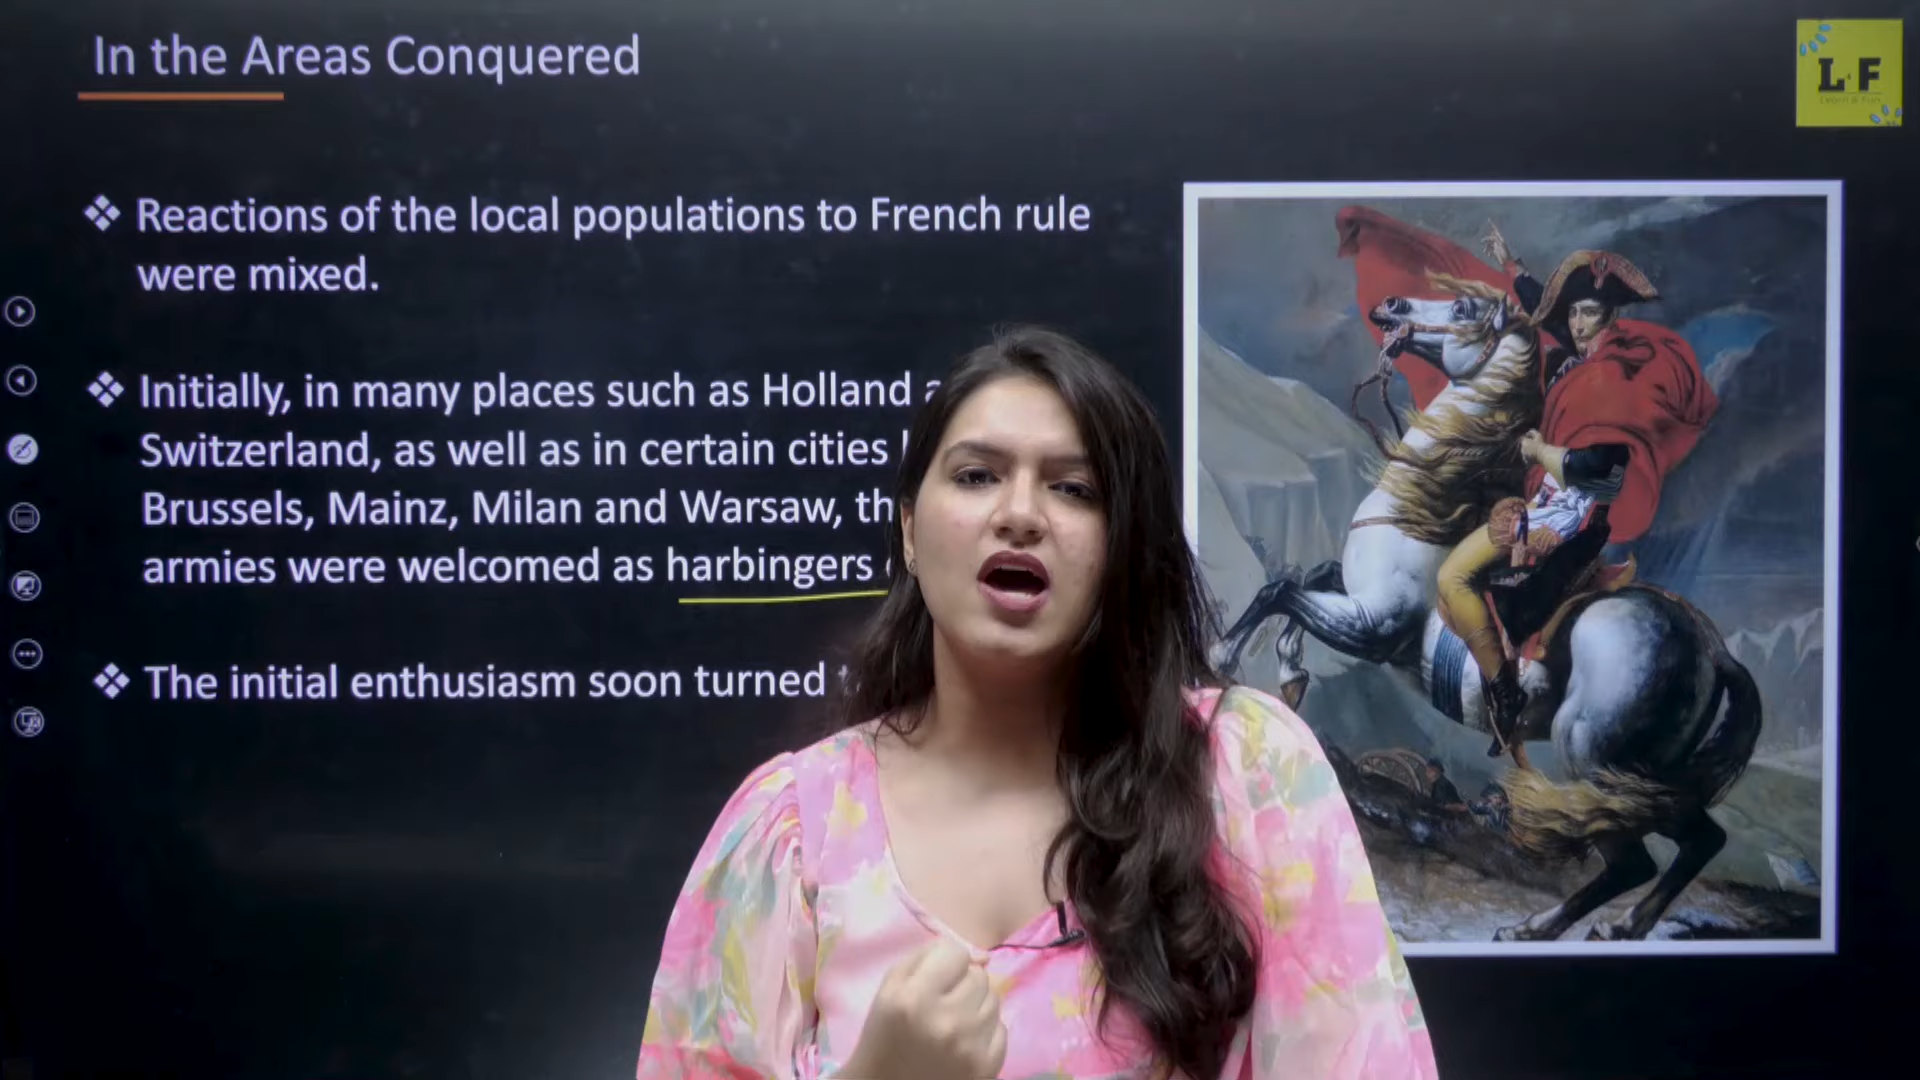 In the Areas Conquered
L F
Learn & Fun
Reactions of the local populations to French rule
were mixed.
Initially, in many places such as Holland
Switzerland, as well as in certain cities
Brussels, Mainz, Milan and Warsaw,
armies were welcomed as harbingers
The initial enthusiasm soon turned